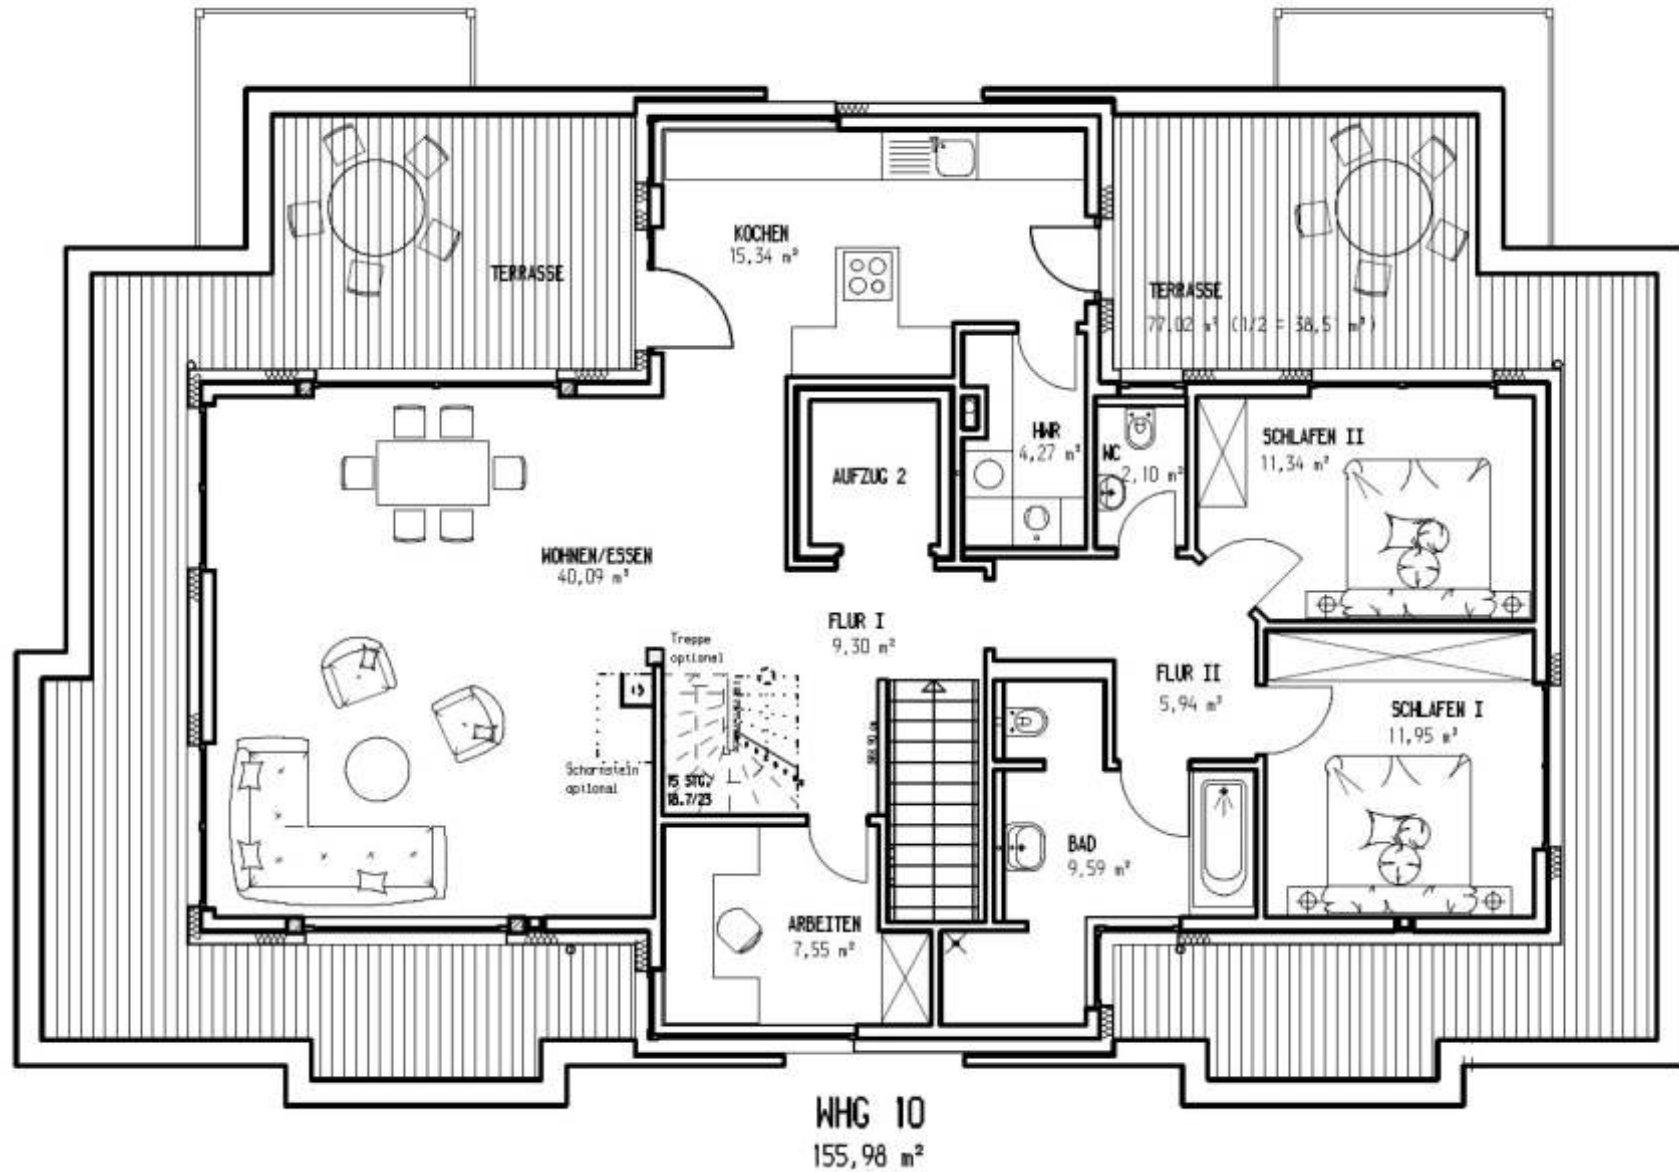 KOCHEN
15,34 m²
TERRASSE
TERRASSE
77.02 m² (1/2 = 38,51 m²)
HWR
4,27 m²
WC
2,10 m²
SCHLAFEN II
11,34 m²
AUFZUG 2
WOHNEN/ESSEN
40,09 m²
FLUR I
9,30 m²
Treppe
optional
FLUR II
5,94 m²
SCHLAFEN I
11,95 m²
Schornstein
optional
15 STG.
18.7/23
BAD
9,59 m²
ARBEITEN
7,55 m²
WHG 10
155,98 m²